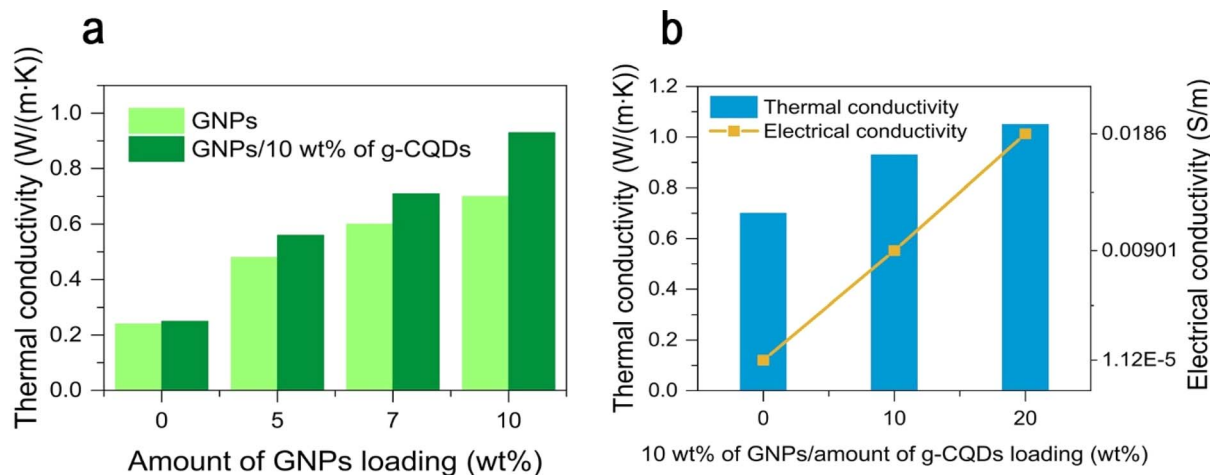 a
Thermal conductivity (W/(m·K))
1.0
0.8
0.6
0.4
0.2
0.0
GNPs
GNPs/10 wt% of g-CQDs
0 5 7 10
Amount of GNPs loading (wt%)
b
Thermal conductivity (W/(m·K))
1.2
1.0
0.8
0.6
0.4
0.2
0.0
Thermal conductivity
Electrical conductivity
0.0186
0.00901
1.12E-5
Electrical conductivity (S/m)
0 10 20
10 wt% of GNPs/amount of g-CQDs loading (wt%)